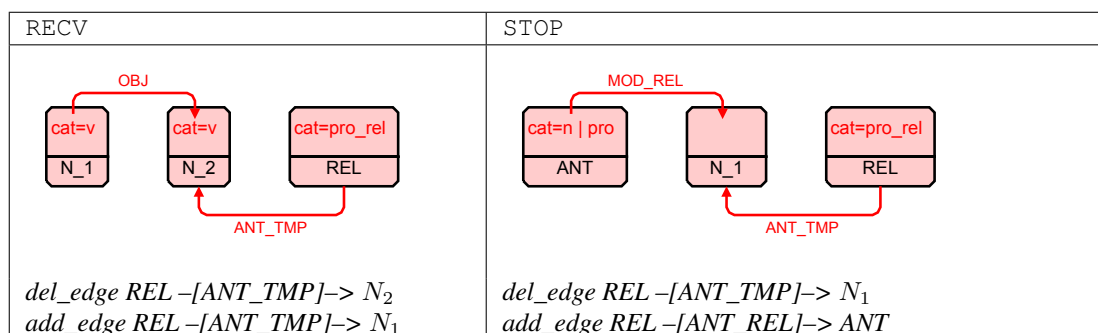 RECV
STOP
OBJ
cat=v
cat=v
cat=pro_rel
N_1
N_2
REL
ANT_TMP
del_edge REL –[ANT_TMP]–> N₂
add_edge REL –[ANT_TMP]–> N₁
MOD_REL
cat=n | pro
cat=pro_rel
ANT
N_1
REL
ANT_TMP
del_edge REL –[ANT_TMP]–> N₁
add_edge REL –[ANT_REL]–> ANT